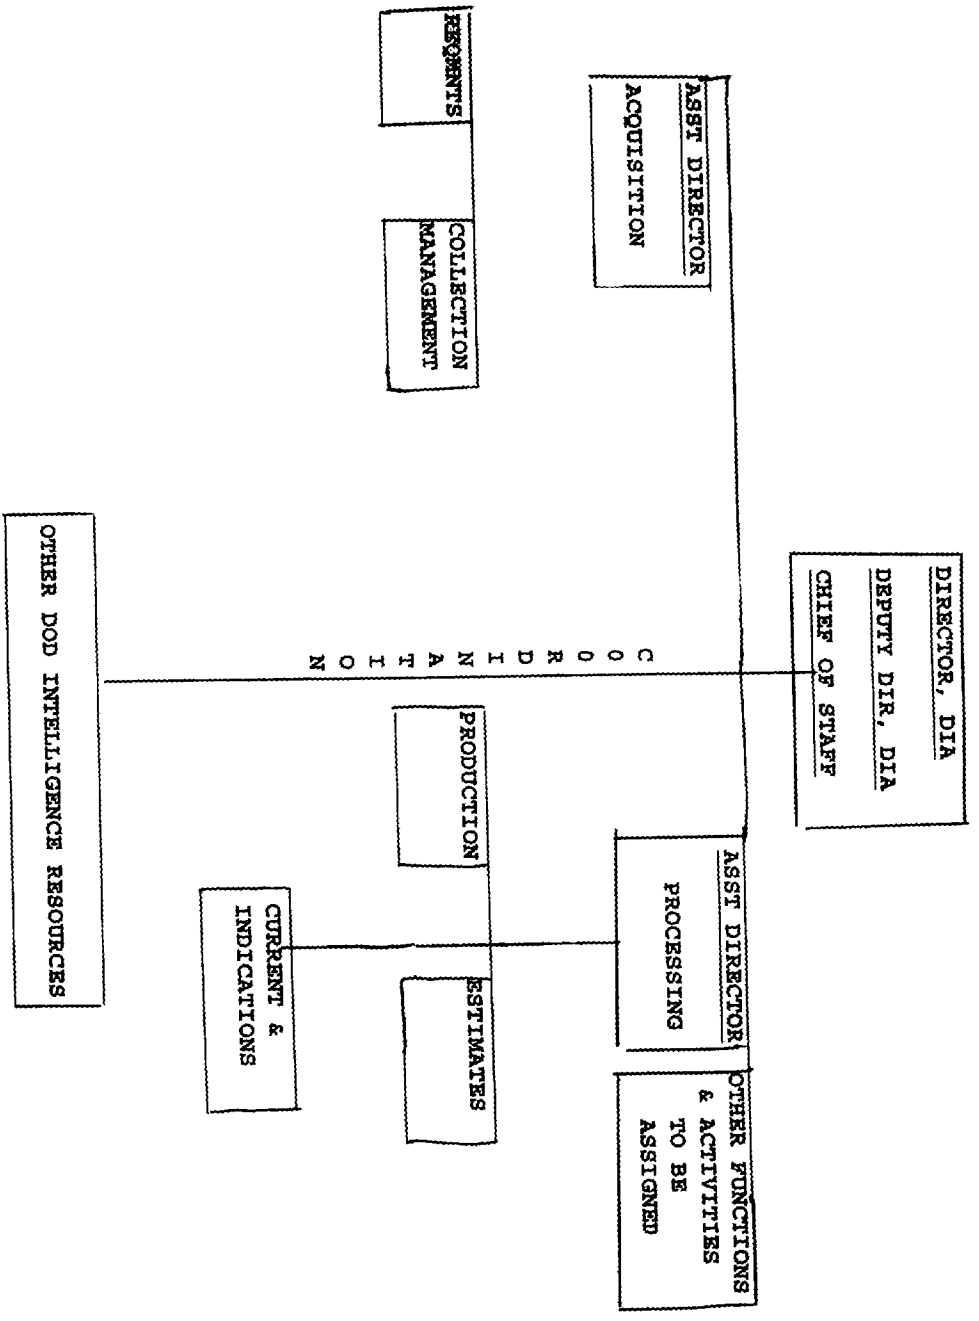 DIRECTOR, DIA
DEPUTY DIR, DIA
CHIEF OF STAFF
ASST DIRECTOR
ACQUISITION
ASST DIRECTOR
PROCESSING
OTHER FUNCTIONS
& ACTIVITIES
TO BE
ASSIGNED
COORDINATION
REQMNTS
COLLECTION
MANAGEMENT
PRODUCTION
ESTIMATES
CURRENT &
INDICATIONS
OTHER DOD INTELLIGENCE RESOURCES